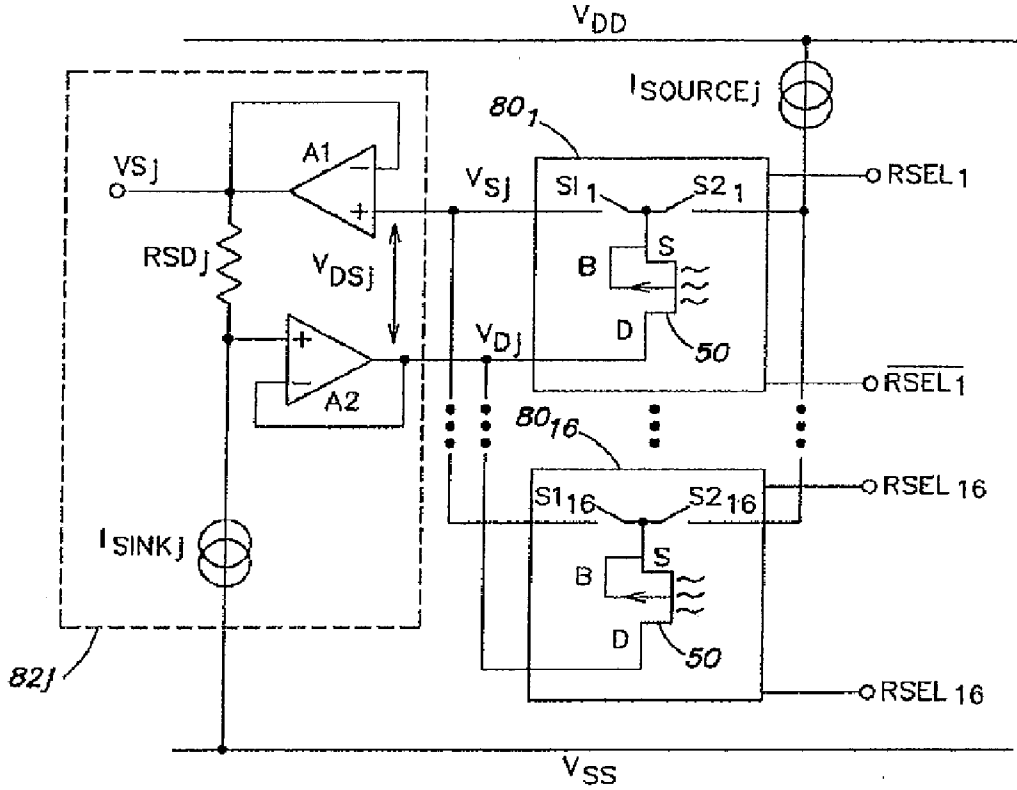 VDD
ISOURCEj
801
A1
VSj
−
+
VSj
S11
S21
RSEL1
RSDj
VDSj
S
B
D
50
VDj
+
−
A2
RSEL1
8016
RSEL16
S116
S216
ISINKj
S
B
D
50
82j
RSEL16
VSS